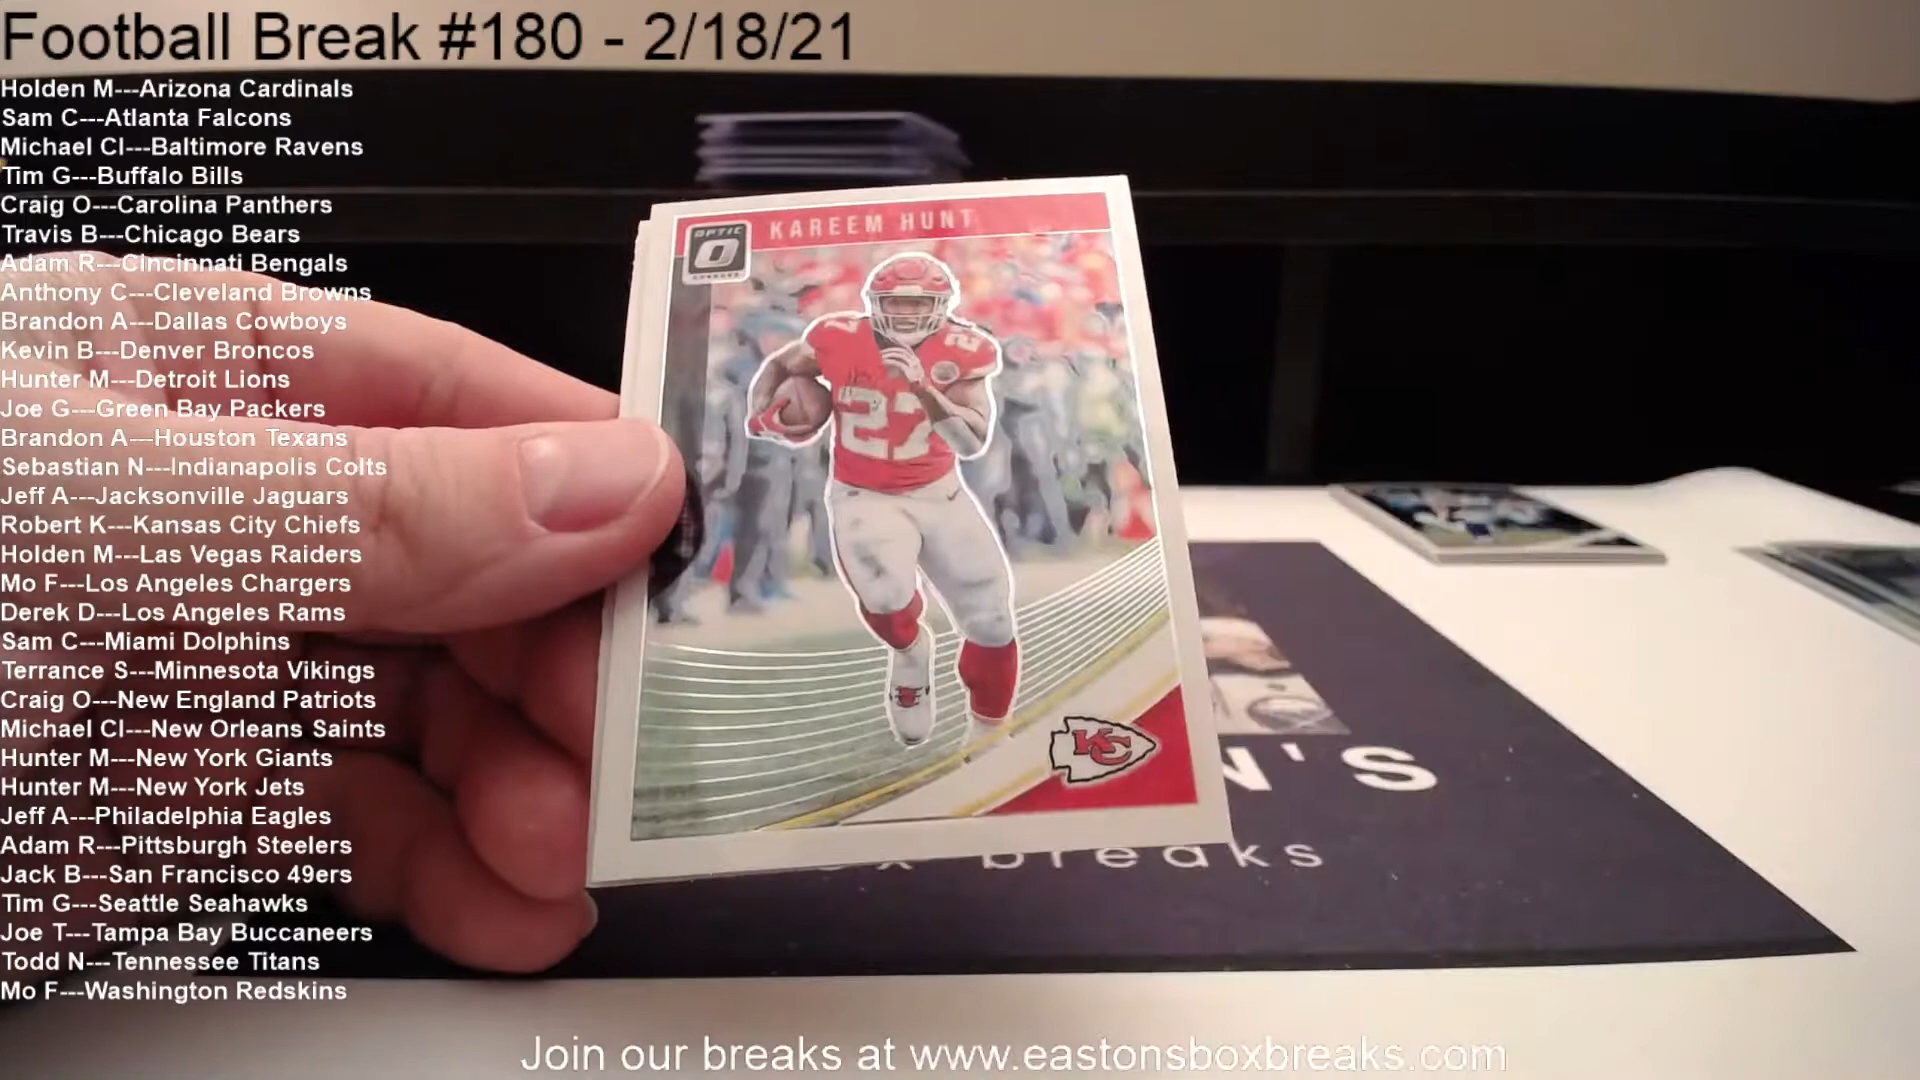 Football Break #180 - 2/18/21
Holden M---Arizona Cardinals
Sam C---Atlanta Falcons
Michael Cl---Baltimore Ravens
Tim G---Buffalo Bills
Craig O---Carolina Panthers
Travis B---Chicago Bears
Adam R---Cincinnati Bengals
Anthony C---Cleveland Browns
Brandon A---Dallas Cowboys
Kevin B---Denver Broncos
Hunter M---Detroit Lions
Joe G---Green Bay Packers
Brandon A---Houston Texans
Sebastian N---Indianapolis Colts
Jeff A---Jacksonville Jaguars
Robert K---Kansas City Chiefs
Holden M---Las Vegas Raiders
Mo F---Los Angeles Chargers
Derek D---Los Angeles Rams
Sam C---Miami Dolphins
Terrance S---Minnesota Vikings
Craig O---New England Patriots
Michael Cl---New Orleans Saints
Hunter M---New York Giants
Hunter M---New York Jets
Jeff A---Philadelphia Eagles
Adam R---Pittsburgh Steelers
Jack B---San Francisco 49ers
Tim G---Seattle Seahawks
Joe T---Tampa Bay Buccaneers
Todd N---Tennessee Titans
Mo F---Washington Redskins
KAREEM HUNT
OPTIC
O
27
27
27
KC
N'S
x breaks
Join our breaks at www.eastonsboxbreaks.com